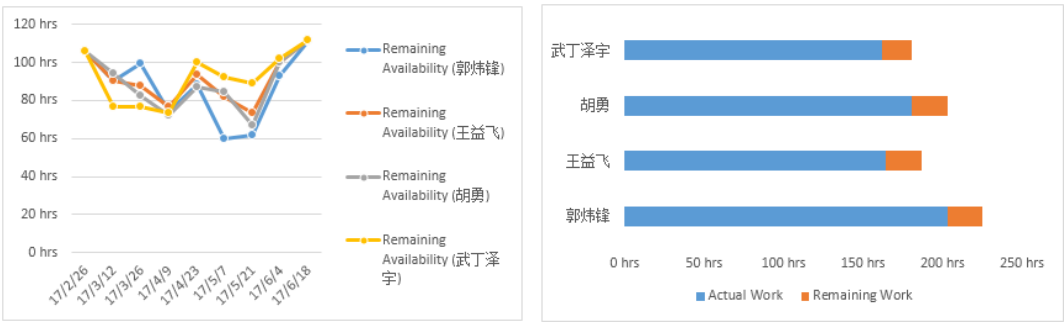 120 hrs
100 hrs
80 hrs
60 hrs
40 hrs
20 hrs
0 hrs
17/2/26
17/3/12
17/3/26
17/4/9
17/4/23
17/5/7
17/5/21
17/6/4
17/6/18
Remaining
Availability (郭炜锋)
Remaining
Availability (王益飞)
Remaining
Availability (胡勇)
Remaining
Availability (武丁泽
宇)
武丁泽宇
胡勇
王益飞
郭炜锋
0 hrs
50 hrs
100 hrs
150 hrs
200 hrs
250 hrs
Actual Work
Remaining Work